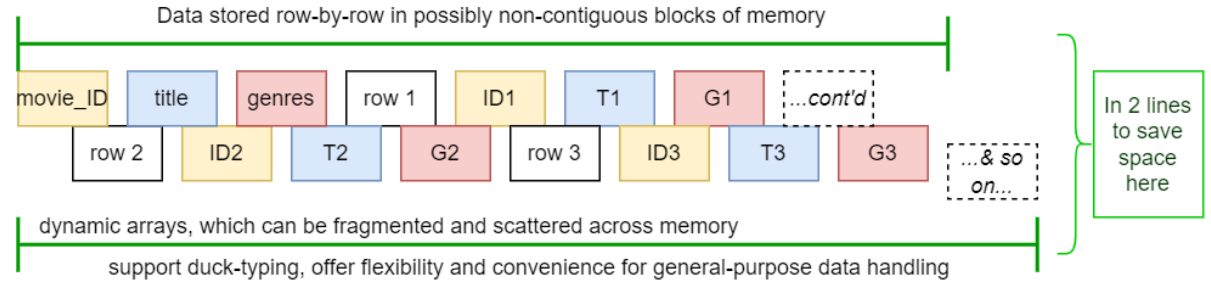 Data stored row-by-row in possibly non-contiguous blocks of memory
movie_ID title genres row 1 ID1 T1 G1 ...cont'd
row 2 ID2 T2 G2 row 3 ID3 T3 G3
...& so
on...
In 2 lines
to save
space
here
dynamic arrays, which can be fragmented and scattered across memory
support duck-typing, offer flexibility and convenience for general-purpose data handling